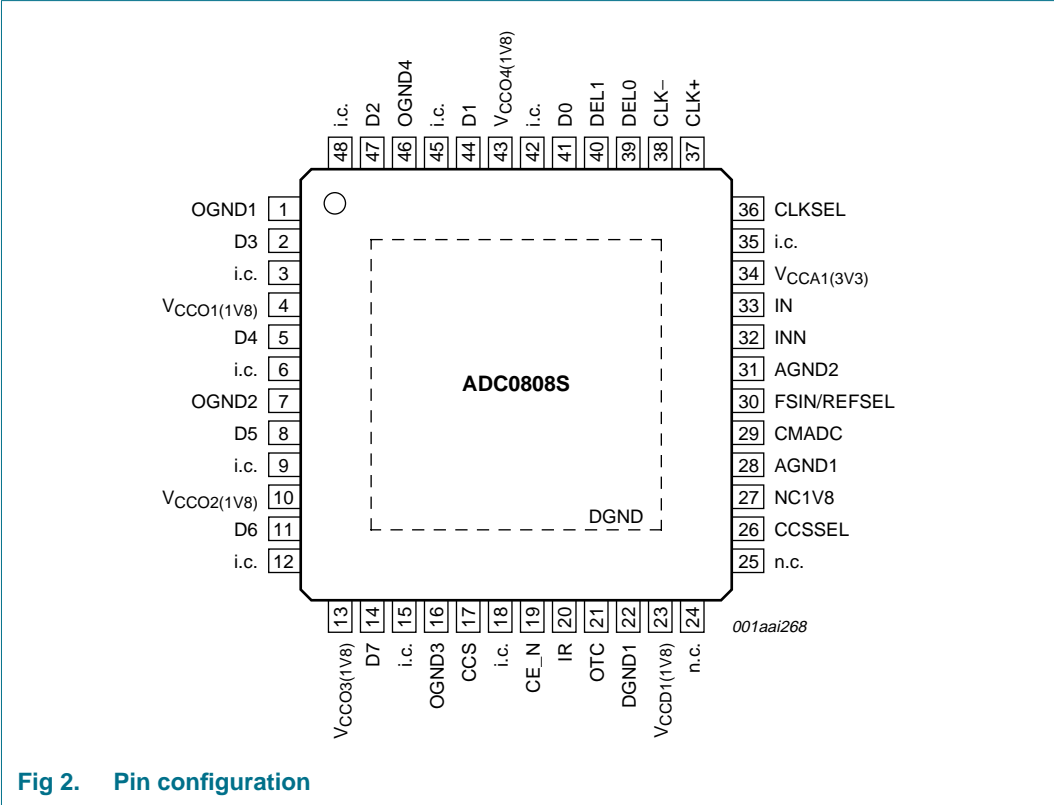 48 i.c.
47 D2
46 OGND4
45 i.c.
44 D1
43 VCCO4(1V8)
42 i.c.
41 D0
40 DEL1
39 DEL0
38 CLK−
37 CLK+
OGND1 1
D3 2
i.c. 3
VCCO1(1V8) 4
D4 5
i.c. 6
OGND2 7
D5 8
i.c. 9
VCCO2(1V8) 10
D6 11
i.c. 12
ADC0808S
DGND
36 CLKSEL
35 i.c.
34 VCCA1(3V3)
33 IN
32 INN
31 AGND2
30 FSIN/REFSEL
29 CMADC
28 AGND1
27 NC1V8
26 CCSSEL
25 n.c.
VCCO3(1V8) 13
D7 14
i.c. 15
OGND3 16
CCS 17
i.c. 18
CE_N 19
IR 20
OTC 21
DGND1 22
VCCD1(1V8) 23
n.c. 24
001aai268
Fig 2. Pin configuration